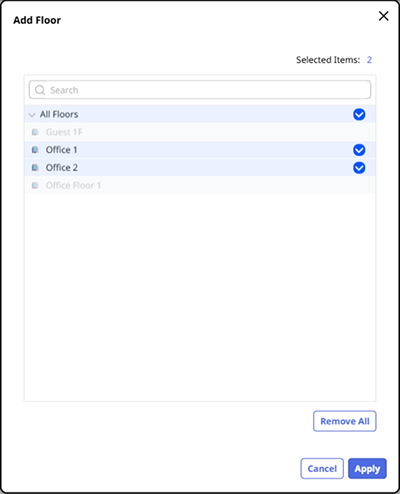 Add Floor
Selected Items: 2
Search
All Floors
Guest 1F
Office 1
Office 2
Office Floor 1
Remove All
Cancel Apply